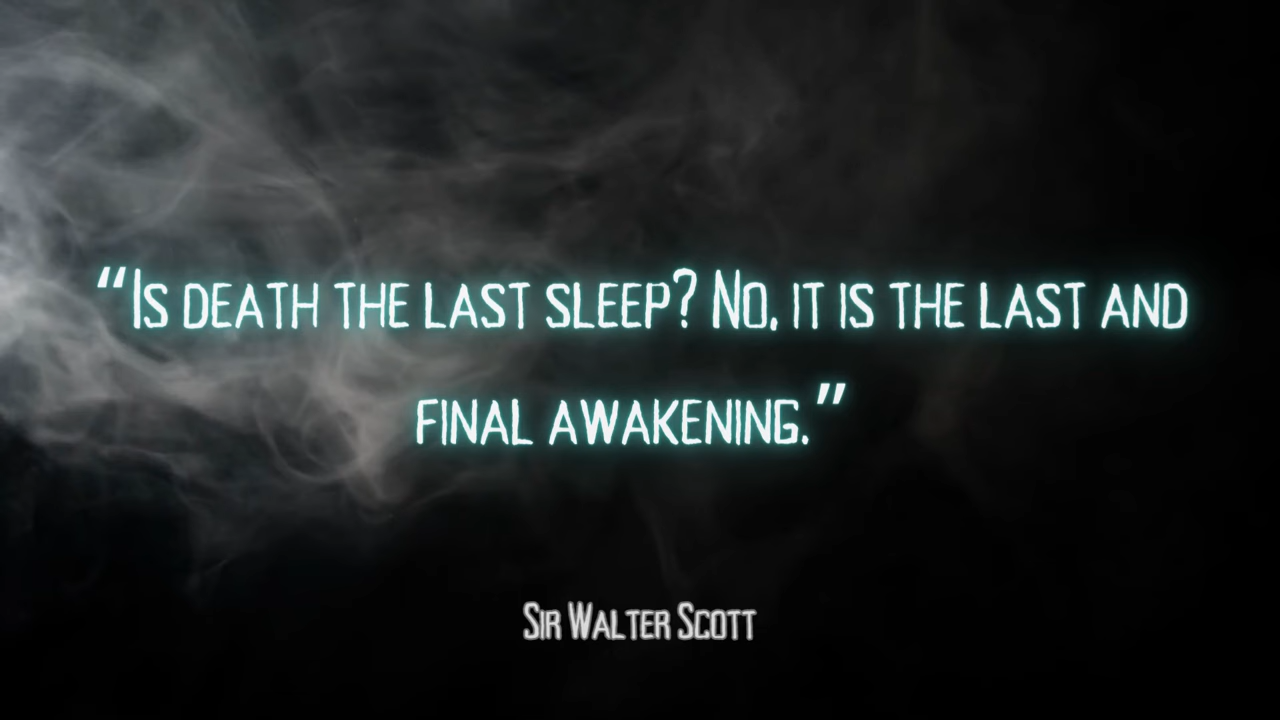 “Is death the last sleep? No, it is the last and
final awakening.”
Sir Walter Scott